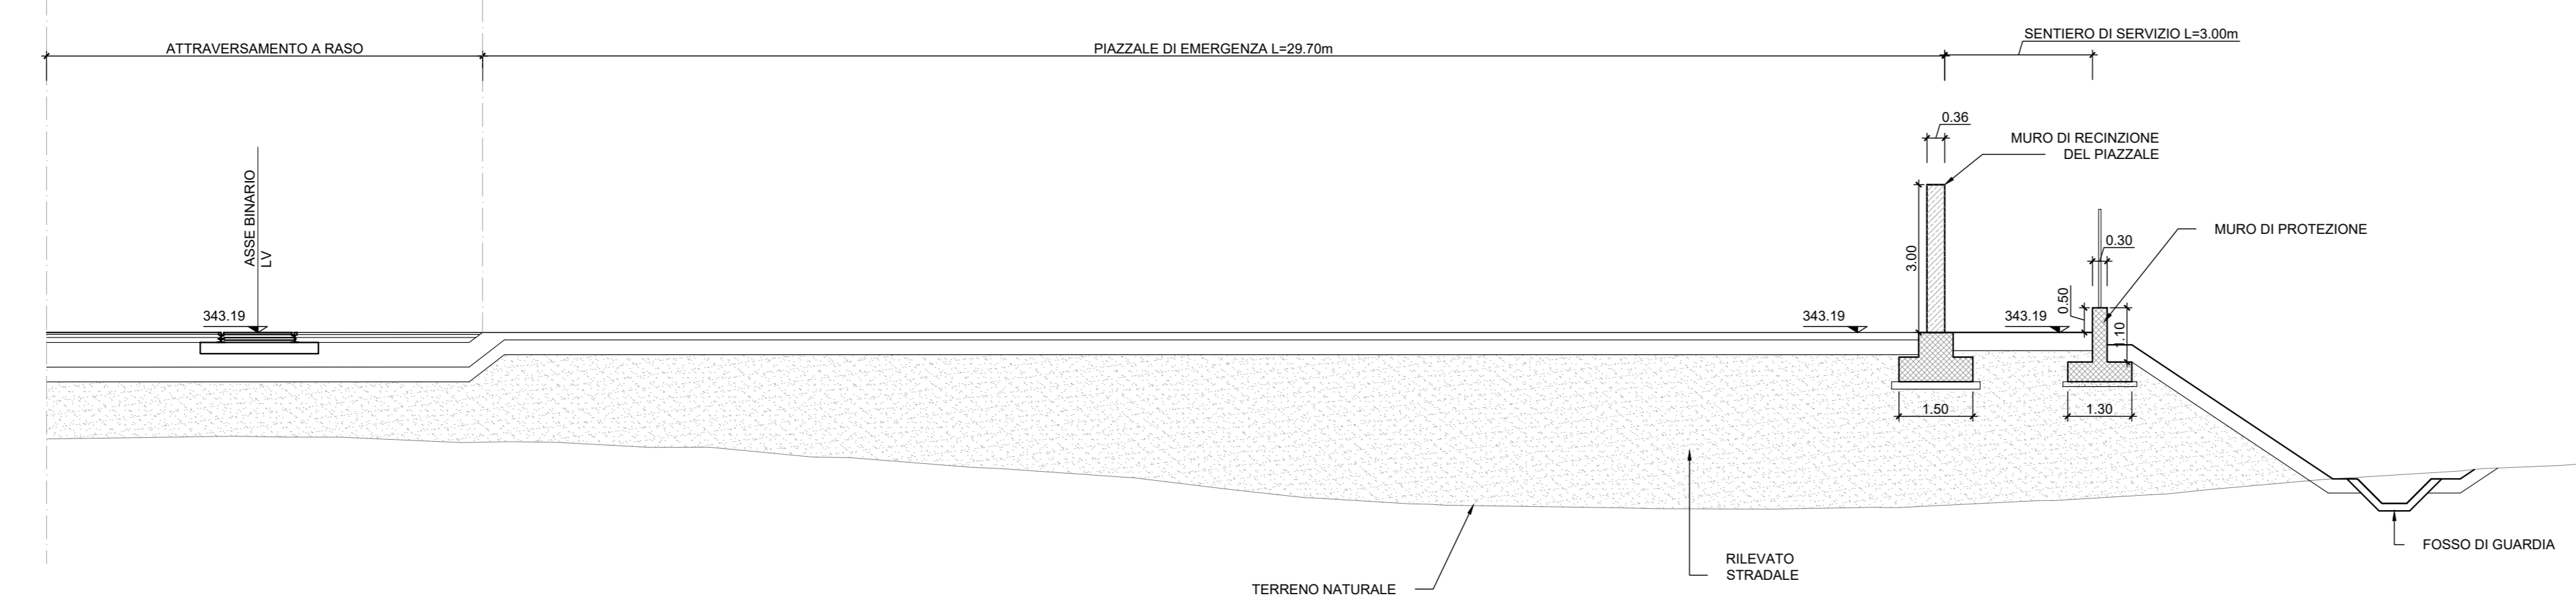 SENTIERO DI SERVIZIO L=3.00m
ATTRAVERSAMENTO A RASO
PIAZZALE DI EMERGENZA L=29.70m
0.36
MURO DI RECINZIONE
DEL PIAZZALE
ASSE BINARIO
LV
MURO DI PROTEZIONE
0.30
3.00
0.50
343.19
343.19
343.19
1.10
1.50
1.30
FOSSO DI GUARDIA
RILEVATO
STRADALE
TERRENO NATURALE